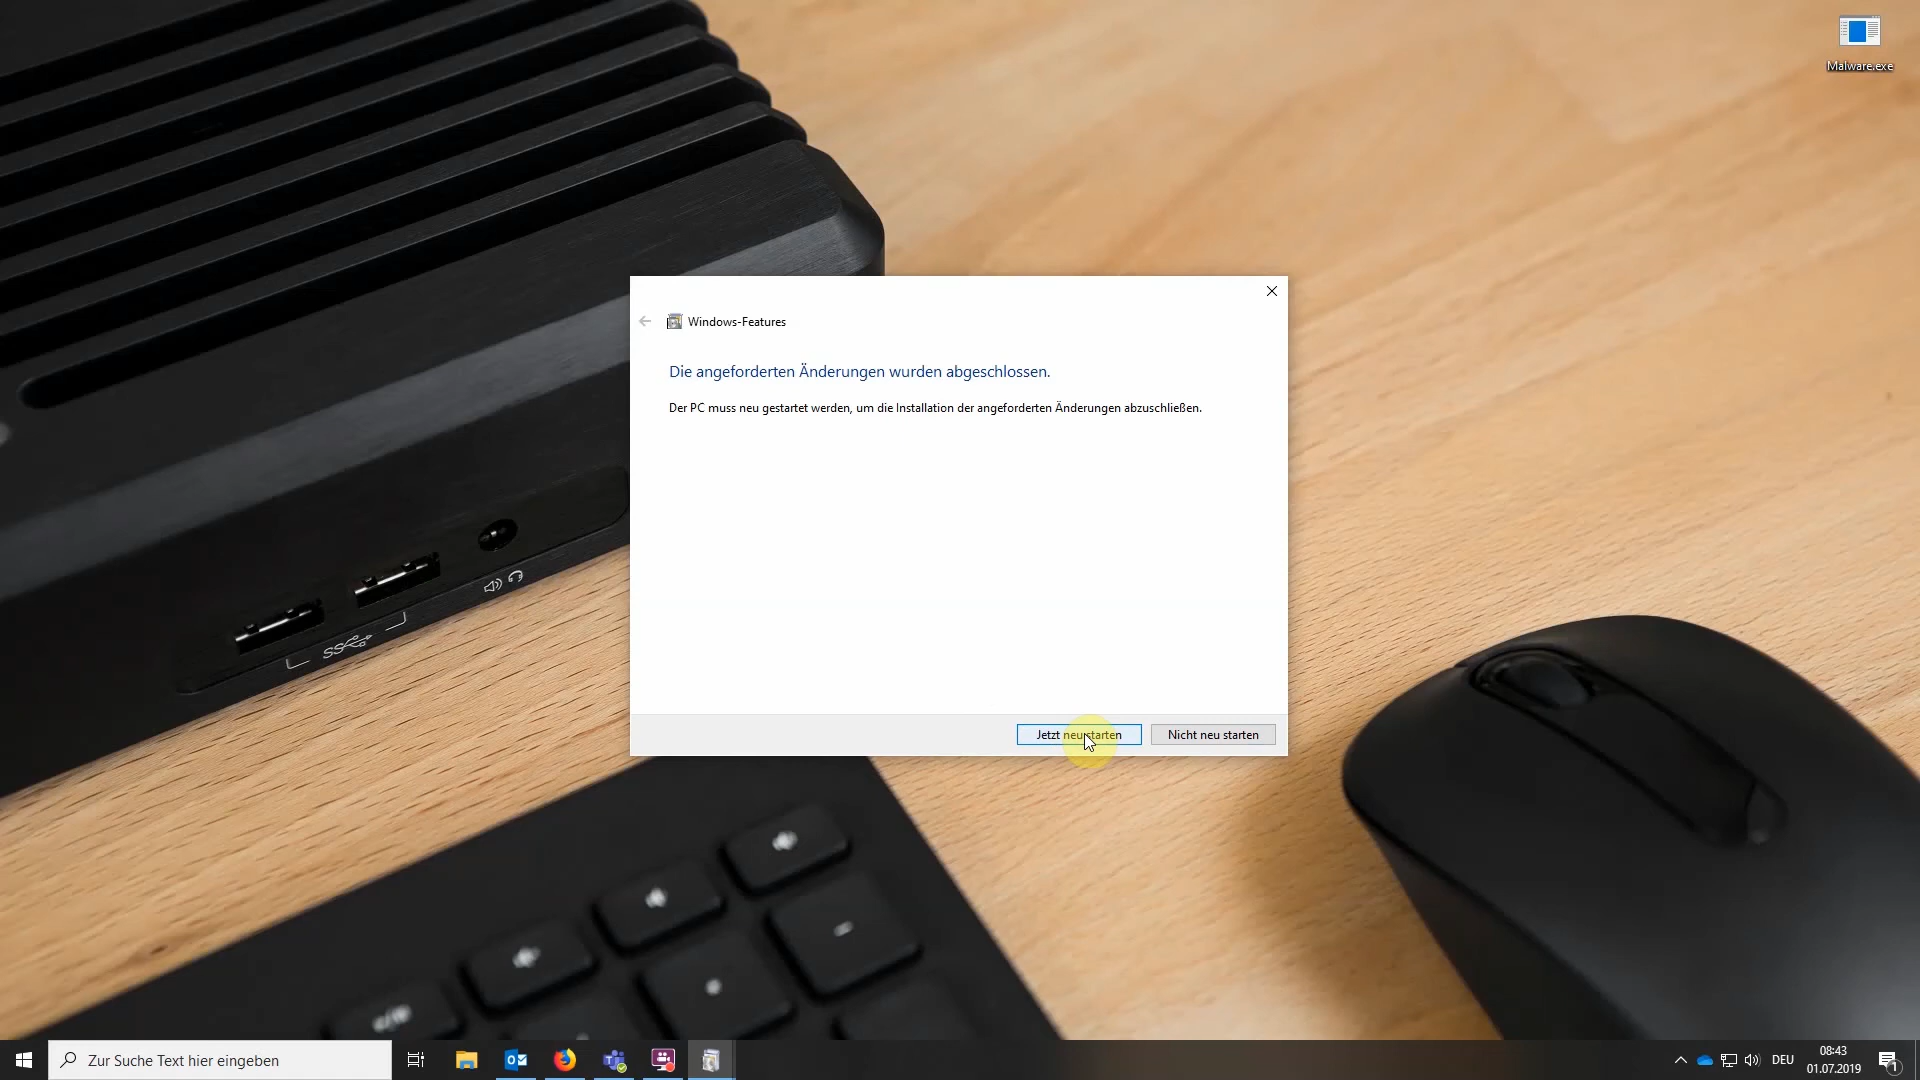 Malware.exe
Windows-Features
Die angeforderten Änderungen wurden abgeschlossen.
Der PC muss neu gestartet werden, um die Installation der angeforderten Änderungen abzuschließen.
Jetzt neu starten
Nicht neu starten
Zur Suche Text hier eingeben
DEU
08:43
01.07.2019
1